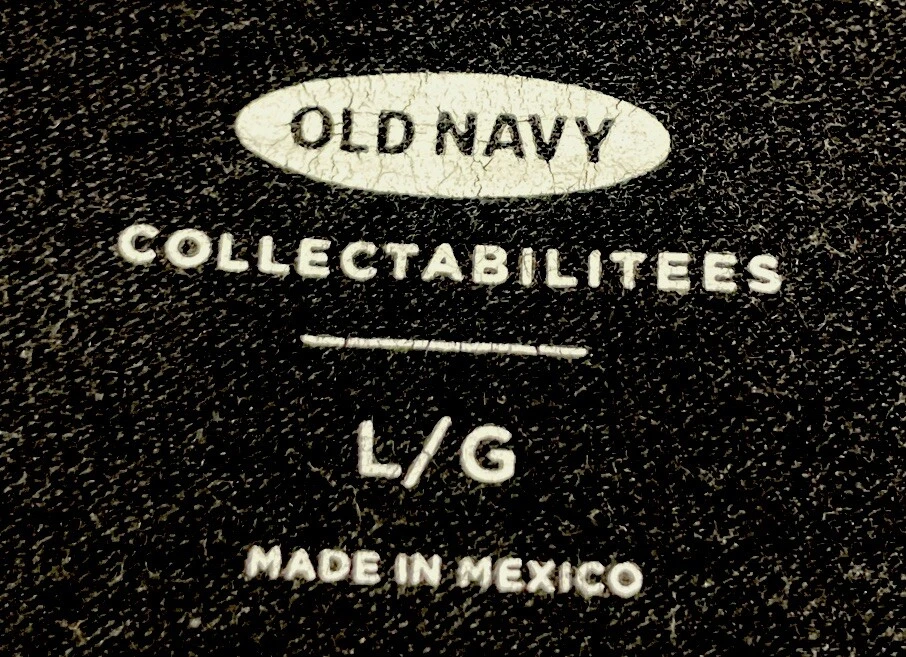 OLD NAVY
COLLECTABILITEES
L/G
MADE IN MEXICO